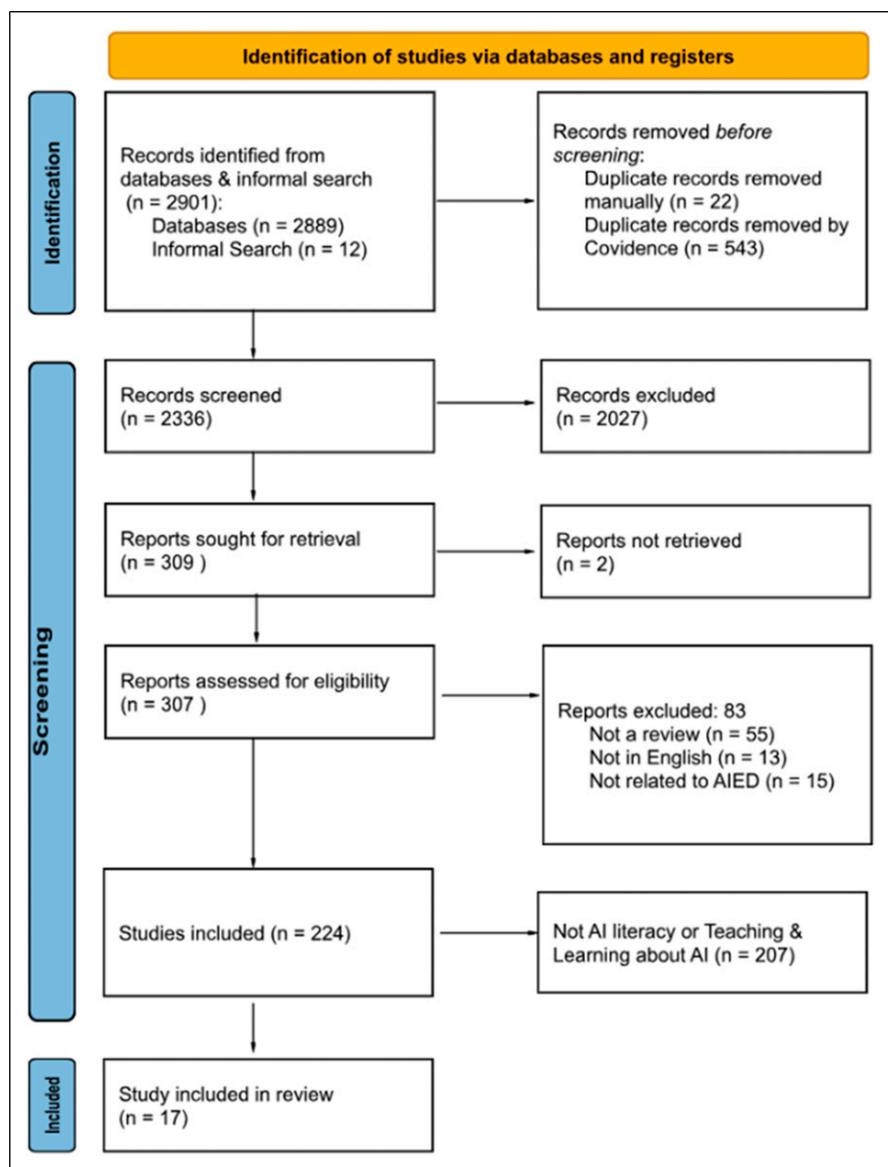 Identification of studies via databases and registers
Identification
Records identified from
databases & informal search
(n = 2901):
Databases (n = 2889)
Informal Search (n = 12)
Records removed before
screening:
Duplicate records removed
manually (n = 22)
Duplicate records removed by
Covidence (n = 543)
Screening
Records screened
(n = 2336)
Records excluded
(n = 2027)
Reports sought for retrieval
(n = 309 )
Reports not retrieved
(n = 2)
Reports assessed for eligibility
(n = 307 )
Reports excluded: 83
Not a review (n = 55)
Not in English (n = 13)
Not related to AIED (n = 15)
Studies included (n = 224)
Not AI literacy or Teaching &
Learning about AI (n = 207)
Included
Study included in review
(n = 17)